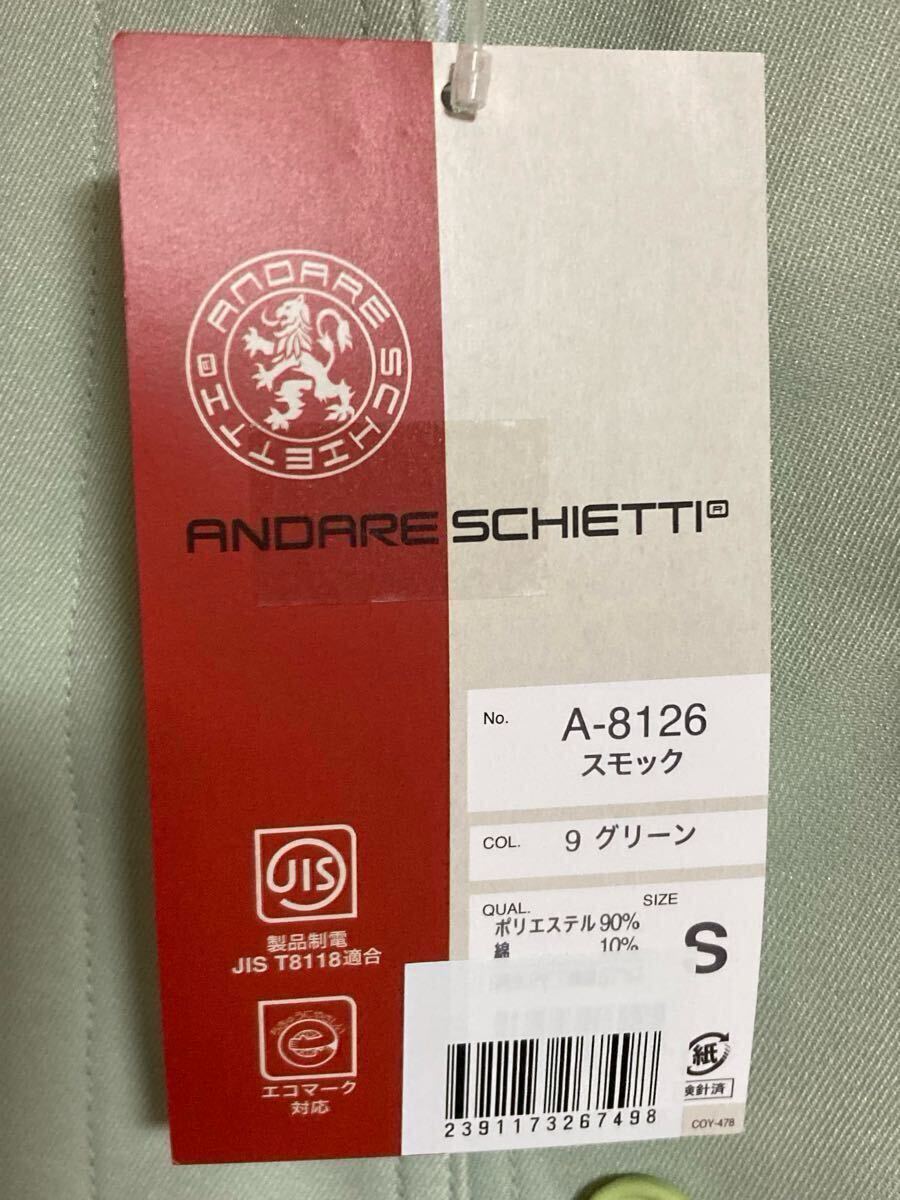 ANDARE SCHIETTI®
ANDARE SCHIETTI®
No. A-8126
スモック
COL. 9 グリーン
QUAL. SIZE
ポリエステル 90%
綿 10%
S
JIS
製品制電
JIS T8118適合
エコマーク
対応
紙
検針済
2391173267498
COY-478